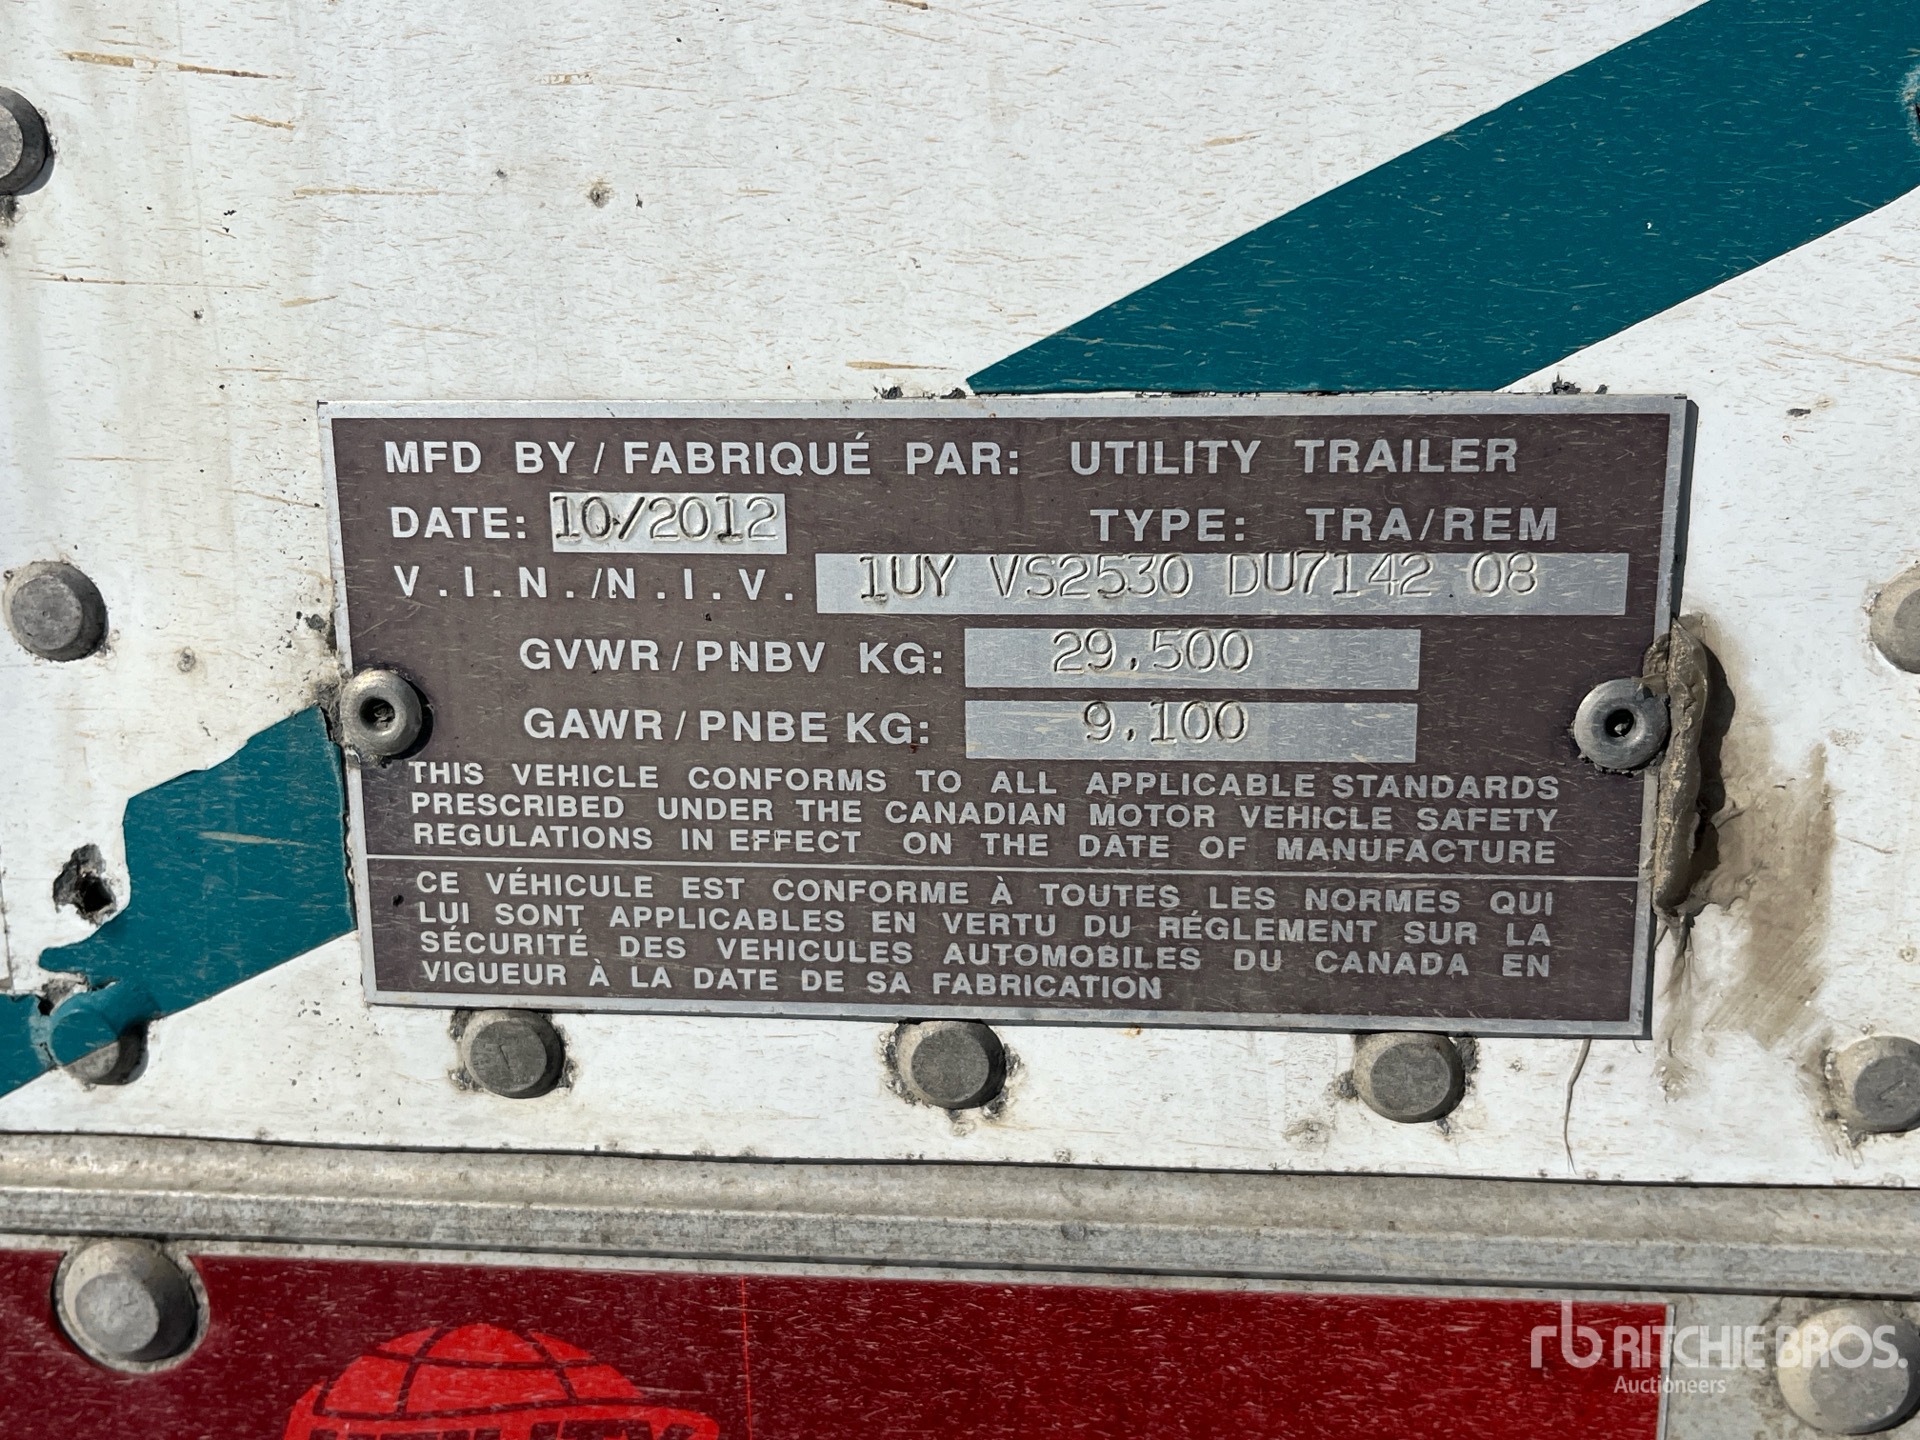 MFD BY / FABRIQUÉ PAR: UTILITY TRAILER
DATE: 10/2012 TYPE: TRA/REM
V.I.N./N.I.V. 1UY VS2530 DU7142 08
GVWR / PNBV KG: 29,500
GAWR / PNBE KG: 9,100
THIS VEHICLE CONFORMS TO ALL APPLICABLE STANDARDS
PRESCRIBED UNDER THE CANADIAN MOTOR VEHICLE SAFETY
REGULATIONS IN EFFECT ON THE DATE OF MANUFACTURE
CE VÉHICULE EST CONFORME À TOUTES LES NORMES QUI
LUI SONT APPLICABLES EN VERTU DU RÉGLEMENT SUR LA
SÉCURITÉ DES VEHICULES AUTOMOBILES DU CANADA EN
VIGUEUR À LA DATE DE SA FABRICATION
UTILITY
rb RITCHIE BROS.
Auctioneers